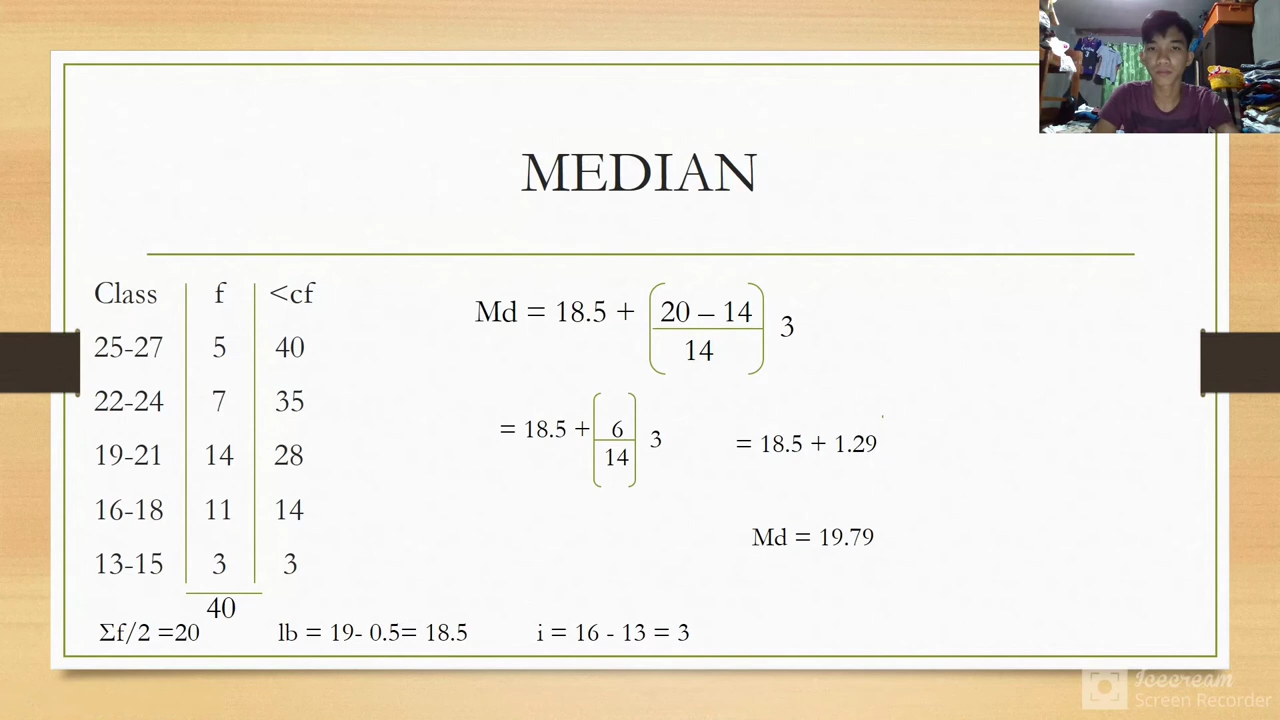 MEDIAN
Class f <cf
25-27 5 40
22-24 7 35
19-21 14 28
16-18 11 14
13-15 3 3
40
Σf/2 =20 lb = 19- 0.5= 18.5 i = 16 - 13 = 3
Md = 18.5 + 20 – 14
14
3
= 18.5 + 6
14
3
= 18.5 + 1.29
Md = 19.79
Icecream
Screen Recorder